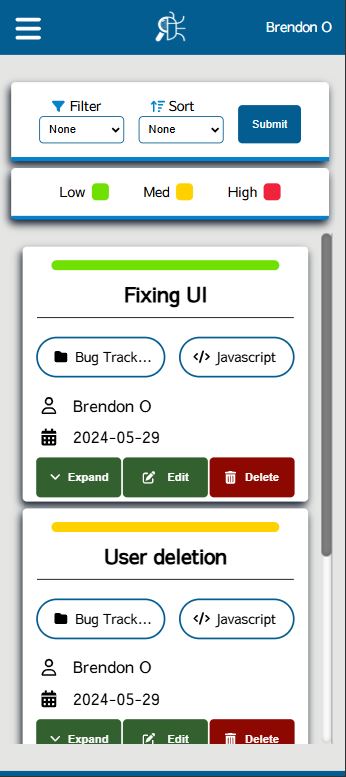 Brendon O
Filter Sort
None None Submit
Low Med High
Fixing UI
Bug Track... Javascript
Brendon O
2024-05-29
Expand Edit Delete
User deletion
Bug Track... Javascript
Brendon O
2024-05-29
Expand Edit Delete